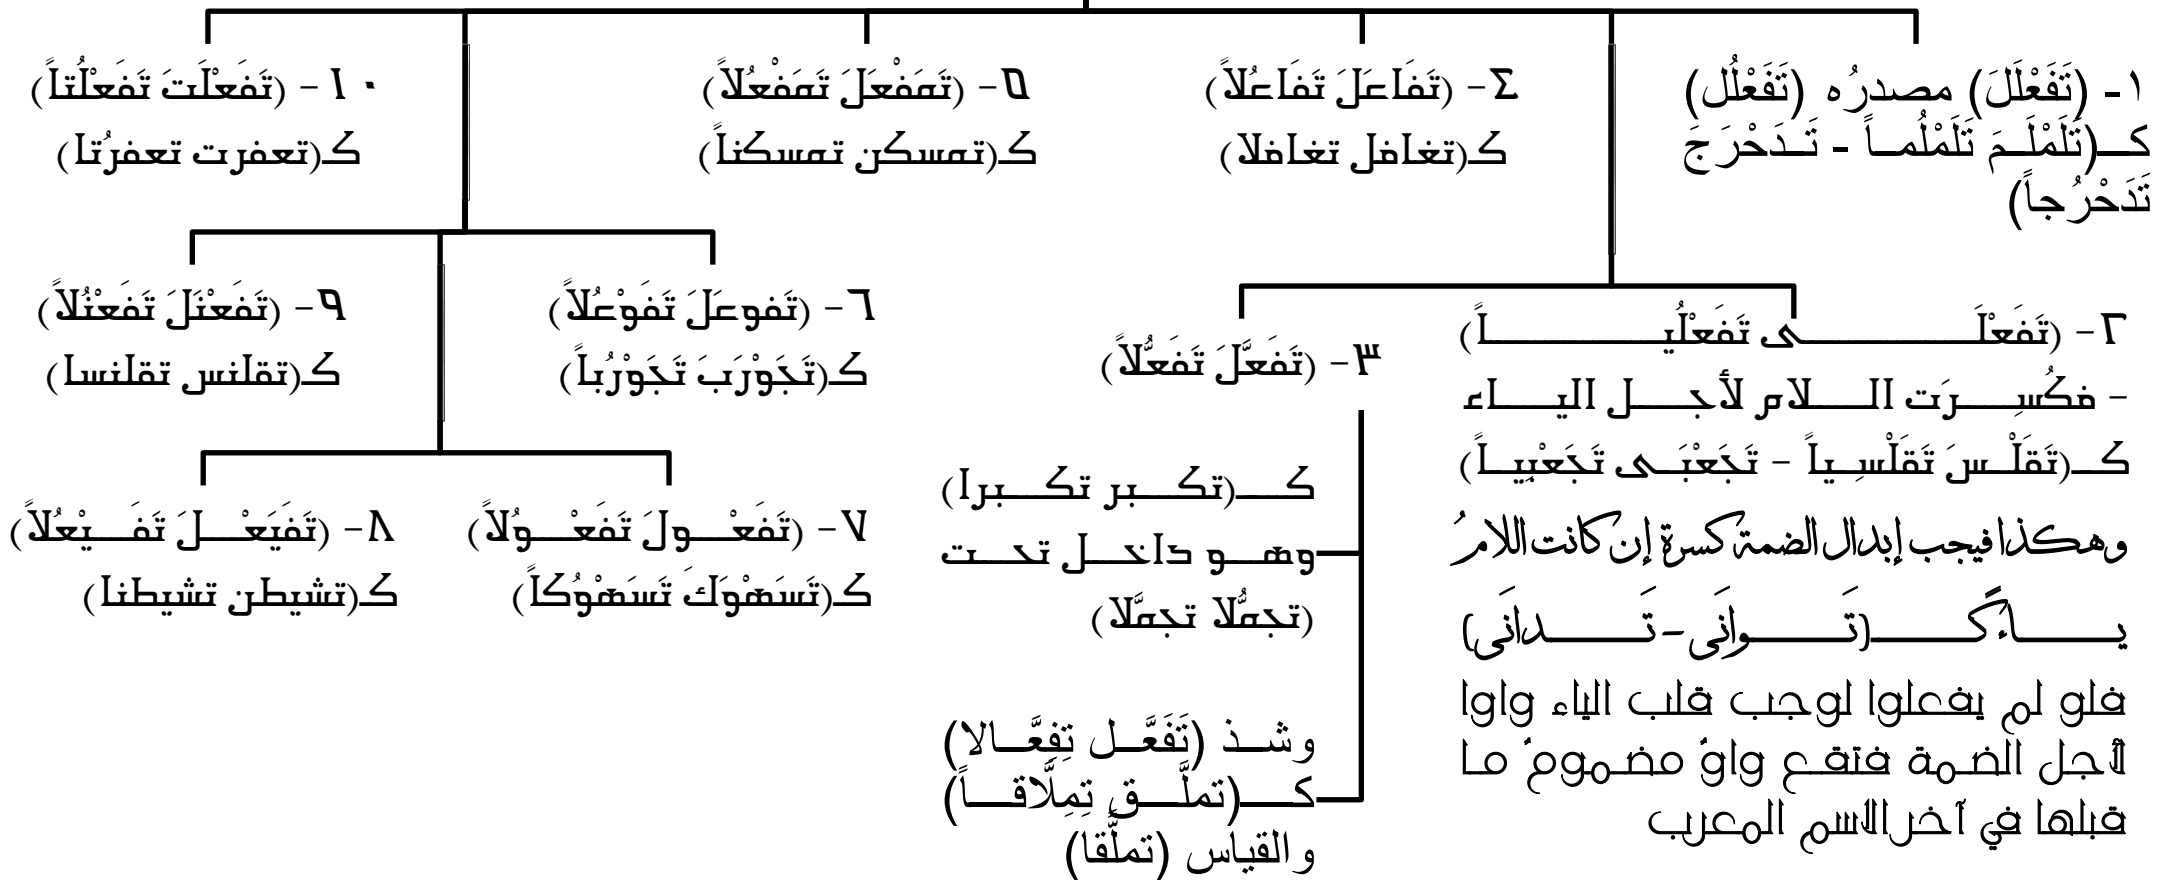 ١- (تَفَعْلَلَ) مصدرُه (تَفَعْلُل)
كـ(تَلَمْلَمَ تَلَمْلُماً - تَدَحْرَجَ
تَدَحْرُجاً)
٢- (تَفَعْلَى تَفَعْلُياً)
- فكُسِرَت اللام لأجل الياء
كـ(تَقَلْسَ تَقَلْسِياً - تَجَعْبَى تَجَعْبِياً)
وهكذا فيجب إبدال الضمة كسرة إن كانت اللامُ
ياءً كـ(تَوانَى - تَدانَى)
فلو لم يفعلوا لوجب قلب الياء واوا
لأجل الضمة فتقع واوٌ مضمومٌ ما
قبلها في آخر الاسم المعرب
٣- (تَفَعَّلَ تَفَعُّلاً)
كـ(تكبر تكبرا)
وهو داخل تحت
(تجمُّلا تجمَّلا)
وشذ (تَفَعَّل تِفِعَّالا)
كـ(تملَّق تِمِلَّاقاً)
والقياس (تملُّقا)
٤- (تَفَاعَلَ تَفَاعُلاً)
كـ(تغافل تغافلا)
٥- (تَمَفْعَلَ تَمَفْعُلاً)
كـ(تمسكن تمسكناً)
٦- (تَفوعَلَ تَفَوْعُلاً)
كـ(تَجَوْرَبَ تَجَوْرُباً)
٧- (تَفَعْولَ تَفَعْوُلاً)
كـ(تَسَهْوَكَ تَسَهْوُكاً)
٨- (تَفَيَعْلَ تَفَيْعُلاً)
كـ(تشيطن تشيطنا)
٩- (تَفَعْنَلَ تَفَعْنُلاً)
كـ(تقلنس تقلنسا)
١٠- (تَفَعْلَتَ تَفَعْلُتاً)
كـ(تعفرت تعفرُتا)